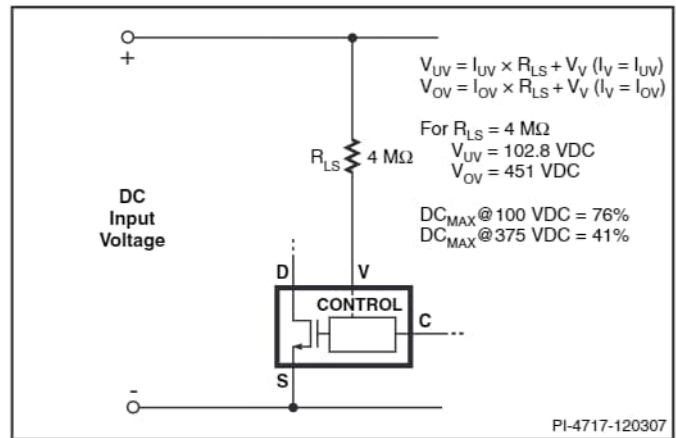 +
V_UV = I_UV × R_LS + V_V (I_V = I_UV)
V_OV = I_OV × R_LS + V_V (I_V = I_OV)
For R_LS = 4 MΩ
V_UV = 102.8 VDC
V_OV = 451 VDC
R_LS 4 MΩ
DC
Input
Voltage
DC_MAX@100 VDC = 76%
DC_MAX@375 VDC = 41%
D V
CONTROL
C
S
-
PI-4717-120307